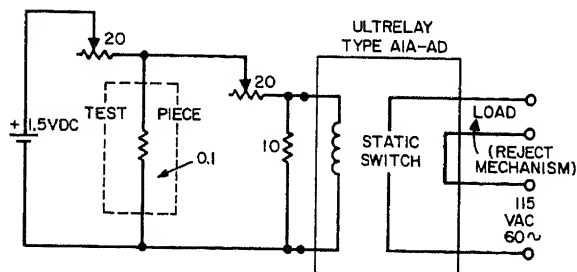 ULTRELAY
TYPE AIA-AD
20
20
TEST PIECE
+ 1.5VDC
10
0.1
STATIC
SWITCH
LOAD
(REJECT
MECHANISM)
115
VAC
60~